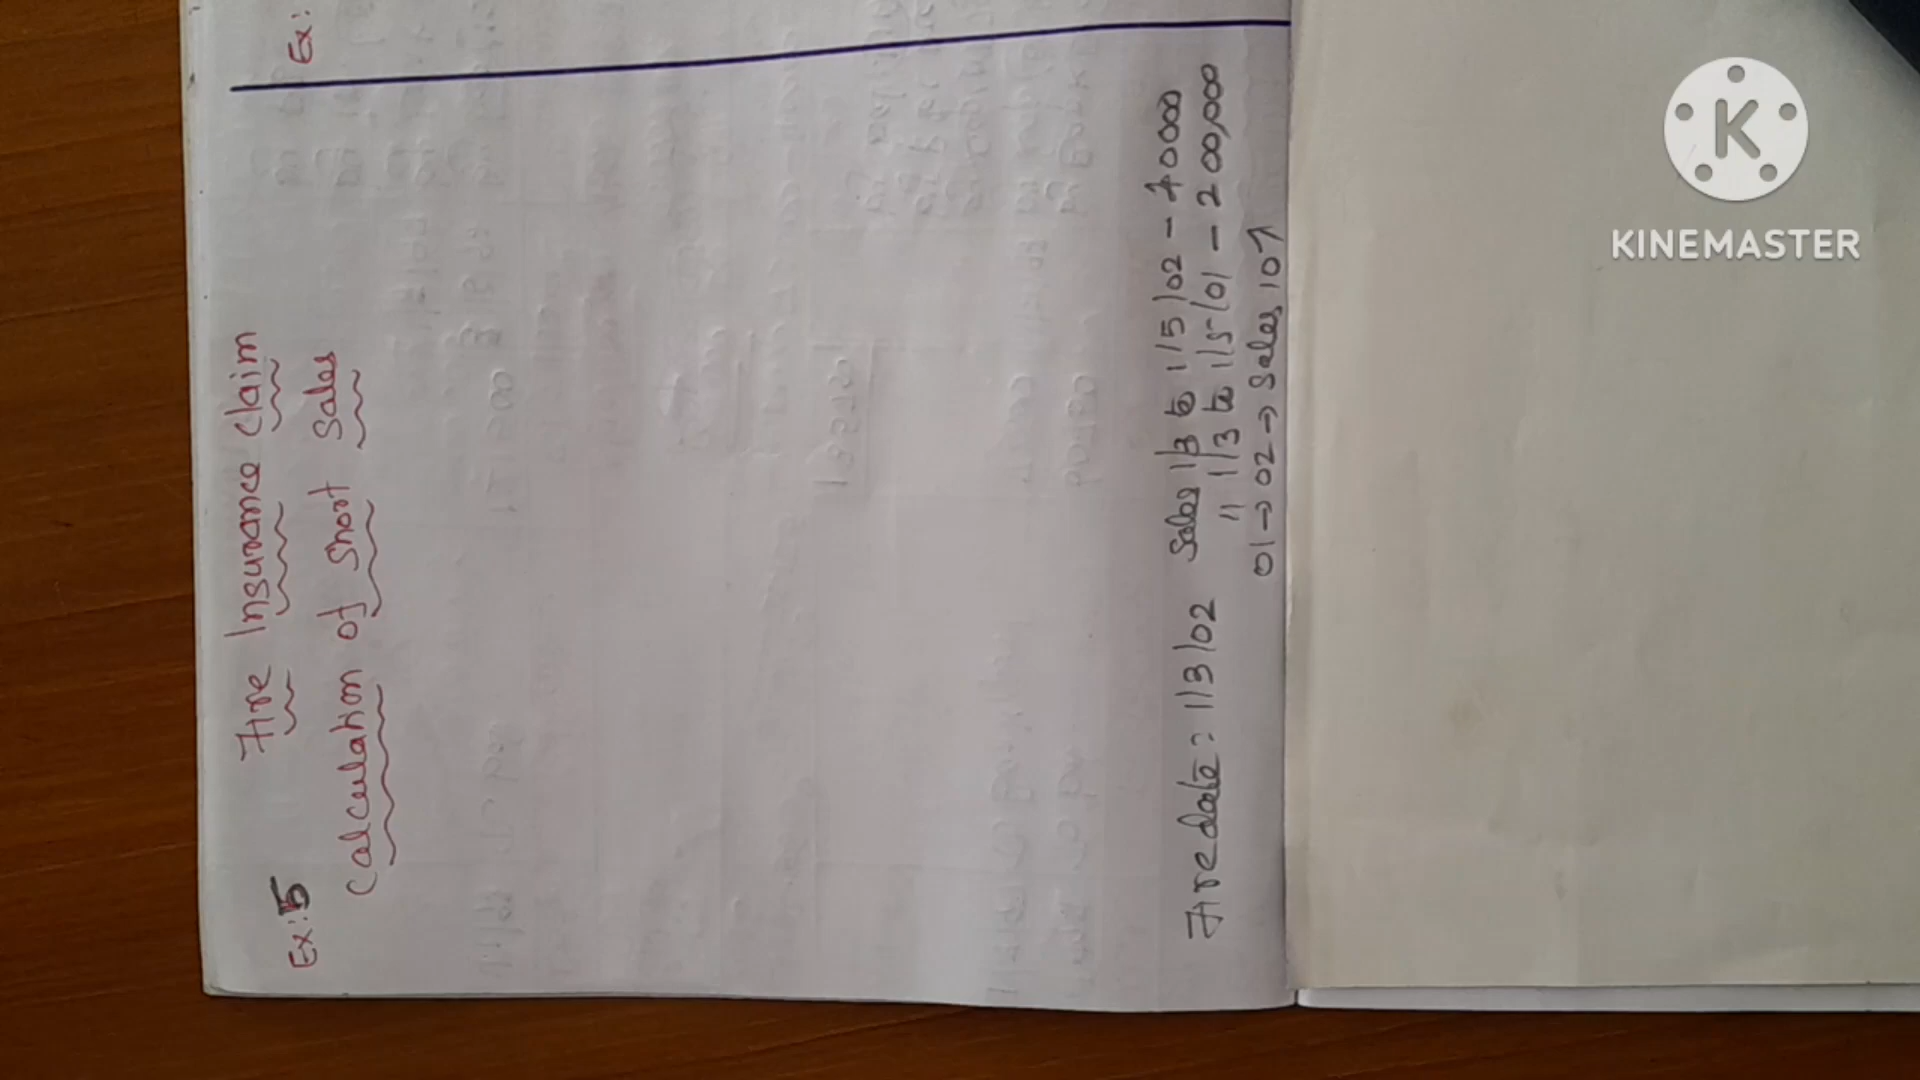 Ex:5 Fire Insurance Claim
Calculation of Short Sales
Fire date = 1/3/02 Sales 1/3 to 1/5/02 - 70000
" 1/3 to 1/5/01 - 200,000
01 → 02 → Sales 10↑
Ex:
KINEMASTER